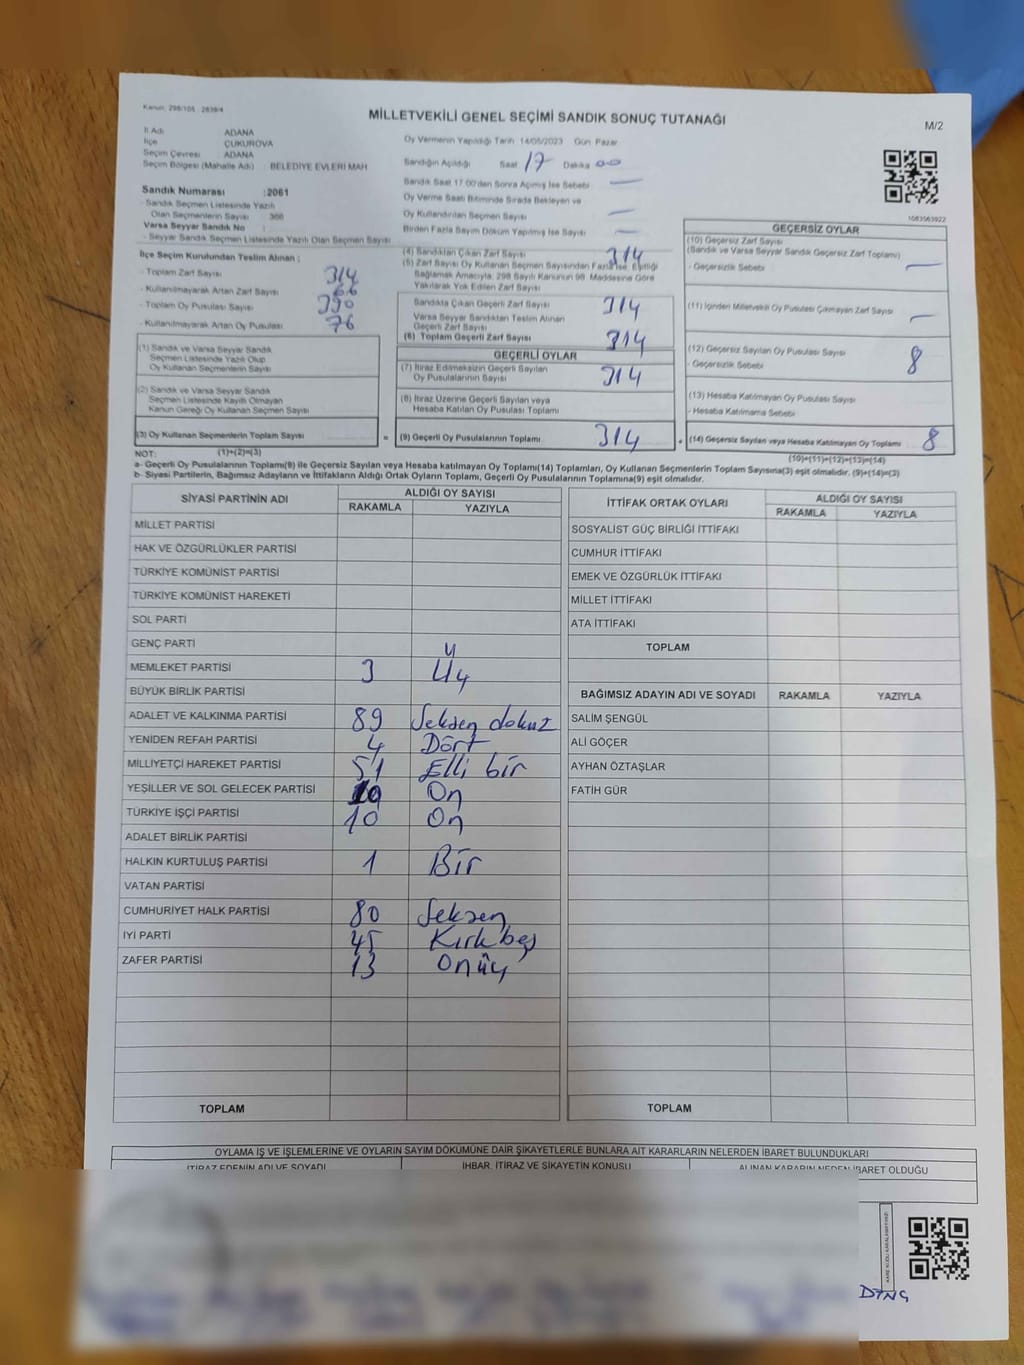 Kanun: 298/105 , 2839/4
MİLLETVEKİLİ GENEL SEÇİMİ SANDIK SONUÇ TUTANAĞI
M/2
İl Adı ADANA
İlçe ÇUKUROVA
Seçim Çevresi ADANA
Seçim Bölgesi (Mahalle Adı) : BELEDİYE EVLERİ MAH
Sandık Numarası :2061
- Sandık Seçmen Listesinde Yazılı
Olan Seçmenlerin Sayısı 366
Varsa Seyyar Sandık No
- Seyyar Sandık Seçmen Listesinde Yazılı Olan Seçmen Sayısı
İlçe Seçim Kurulundan Teslim Alınan ;
- Toplam Zarf Sayısı 314
- Kullanılmayarak Artan Zarf Sayısı 66
- Toplam Oy Pusulası Sayısı 390
- Kullanılmayarak Artan Oy Pusulası 76
(1) Sandık ve Varsa Seyyar Sandık
Seçmen Listesinde Yazılı Olup
Oy Kullanan Seçmenlerin Sayısı
(2) Sandık ve Varsa Seyyar Sandık
Seçmen Listesinde Kayıtlı Olmayan
Kanun Gereği Oy Kullanan Seçmen Sayısı
(3) Oy Kullanan Seçmenlerin Toplam Sayısı =
Oy Vermenin Yapıldığı Tarih 14/05/2023 Gün Pazar
Sandığın Açıldığı Saat 17 Dakika 00
Sandık Saat 17.00'den Sonra Açılmış İse Sebebi —
Oy Verme Saati Bitiminde Sırada Bekleyen ve
Oy Kullandırılan Seçmen Sayısı —
Birden Fazla Sayım Döküm Yapılmış İse Sayısı —
(4) Sandıktan Çıkan Zarf Sayısı 314
(5) Zarf Sayısı Oy Kullanan Seçmen Sayısından Fazla ise, Eşitliği
Sağlamak Amacıyla, 298 Sayılı Kanunun 98. Maddesine Göre
Yakılarak Yok Edilen Zarf Sayısı
Sandıkta Çıkan Geçerli Zarf Sayısı 314
Varsa Seyyar Sandıktan Teslim Alınan
Geçerli Zarf Sayısı
(6) Toplam Geçerli Zarf Sayısı 314
GEÇERLİ OYLAR
(7) İtiraz Edilmeksizin Geçerli Sayılan
Oy Pusulalarının Sayısı 314
(8) İtiraz Üzerine Geçerli Sayılan veya
Hesaba Katılan Oy Pusulası Toplamı
(9) Geçerli Oy Pusulalarının Toplamı 314 +
1083563922
GEÇERSİZ OYLAR
(10) Geçersiz Zarf Sayısı
(Sandık ve Varsa Seyyar Sandık Geçersiz Zarf Toplamı)
- Geçersizlik Sebebi —
(11) İçinden Milletvekili Oy Pusulası Çıkmayan Zarf Sayısı —
(12) Geçersiz Sayılan Oy Pusulası Sayısı 8
- Geçersizlik Sebebi
(13) Hesaba Katılmayan Oy Pusulası Sayısı
- Hesaba Katılmama Sebebi
(14) Geçersiz Sayılan veya Hesaba Katılmayan Oy Toplamı 8
NOT: (1)+(2)=(3) (10)+(11)+(12)+(13)=(14)
a- Geçerli Oy Pusulalarının Toplamı(9) ile Geçersiz Sayılan veya Hesaba katılmayan Oy Toplamı(14) Toplamları, Oy Kullanan Seçmenlerin Toplam Sayısına(3) eşit olmalıdır. (9)+(14)=(3)
b- Siyasi Partilerin, Bağımsız Adayların ve İttifakların Aldığı Ortak Oyların Toplamı, Geçerli Oy Pusulalarının Toplamına(9) eşit olmalıdır.
SİYASİ PARTİNİN ADI ALDIĞI OY SAYISI
RAKAMLA YAZIYLA
MİLLET PARTİSİ
HAK VE ÖZGÜRLÜKLER PARTİSİ
TÜRKİYE KOMÜNİST PARTİSİ
TÜRKİYE KOMÜNİST HAREKETİ
SOL PARTİ
GENÇ PARTİ
MEMLEKET PARTİSİ 3 Üç
BÜYÜK BİRLİK PARTİSİ
ADALET VE KALKINMA PARTİSİ 89 Seksen dokuz
YENİDEN REFAH PARTİSİ 4 Dört
MİLLİYETÇİ HAREKET PARTİSİ 51 Elli bir
YEŞİLLER VE SOL GELECEK PARTİSİ 10 On
TÜRKİYE İŞÇİ PARTİSİ 10 On
ADALET BİRLİK PARTİSİ
HALKIN KURTULUŞ PARTİSİ 1 Bir
VATAN PARTİSİ
CUMHURİYET HALK PARTİSİ 80 Seksen
İYİ PARTİ 45 Kırkbeş
ZAFER PARTİSİ 13 Onüç
TOPLAM
İTTİFAK ORTAK OYLARI ALDIĞI OY SAYISI
RAKAMLA YAZIYLA
SOSYALİST GÜÇ BİRLİĞİ İTTİFAKI
CUMHUR İTTİFAKI
EMEK VE ÖZGÜRLÜK İTTİFAKI
MİLLET İTTİFAKI
ATA İTTİFAKI
TOPLAM
BAĞIMSIZ ADAYIN ADI VE SOYADI RAKAMLA YAZIYLA
SALİM ŞENGÜL
ALİ GÖÇER
AYHAN ÖZTAŞLAR
FATİH GÜR
TOPLAM
OYLAMA İŞ VE İŞLEMLERİNE VE OYLARIN SAYIM DÖKÜMÜNE DAİR ŞİKAYETLERLE BUNLARA AİT KARARLARIN NELERDEN İBARET BULUNDUKLARI
İTİRAZ EDENİN ADI VE SOYADI İHBAR, İTİRAZ VE ŞİKAYETİN KONUSU ALINAN KARARIN NEDEN İBARET OLDUĞU